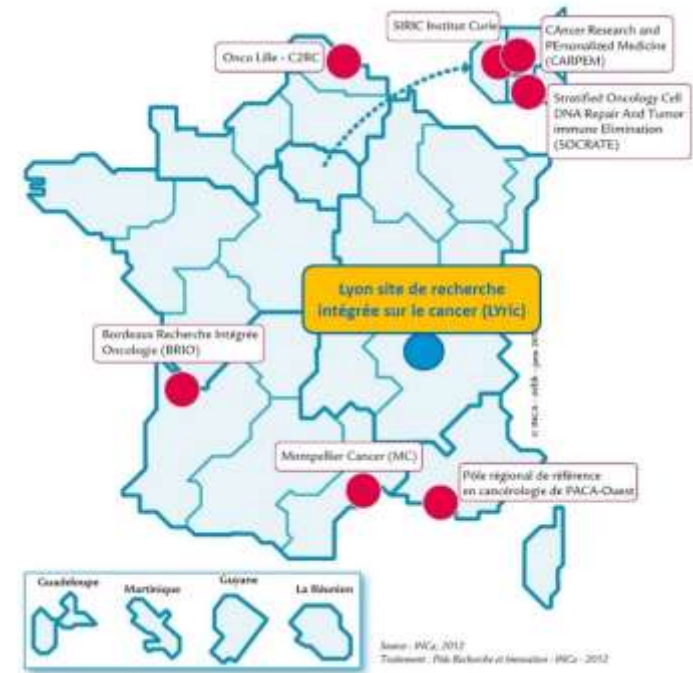 SIRIC Institut Curie
CAncer Research and
PErsonalized Medicine
(CARPEM)
Onco Lille - C2RC
Stratified Oncology Cell
DNA Repair And Tumor
immune Elimination
(SOCRATE)
Lyon site de recherche
intégrée sur le cancer (LYric)
Bordeaux Recherche Intégrée
Oncologie (BRIO)
Montpellier Cancer (MC)
Pôle régional de référence
en cancérologie de PACA-Ouest
Guadeloupe
Martinique
Guyane
La Réunion
Source : INCa, 2012
Traitement : Pôle Recherche et Innovation - INCa - 2012